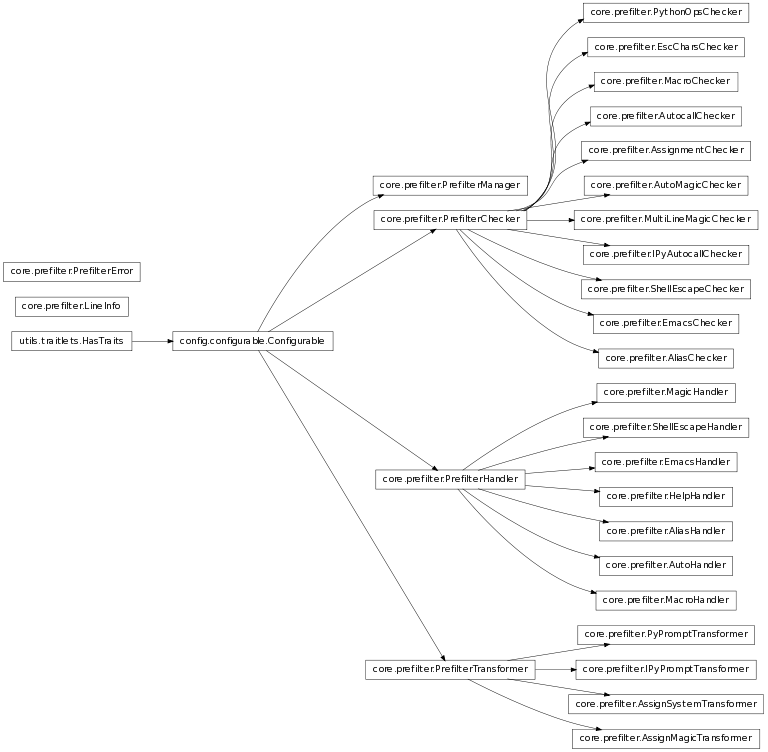 core.prefilter.PythonOpsChecker
core.prefilter.EscCharsChecker
core.prefilter.MacroChecker
core.prefilter.AutocallChecker
core.prefilter.AssignmentChecker
core.prefilter.PrefilterManager
core.prefilter.AutoMagicChecker
core.prefilter.PrefilterChecker
core.prefilter.MultiLineMagicChecker
core.prefilter.IPyAutocallChecker
core.prefilter.PrefilterError
core.prefilter.ShellEscapeChecker
core.prefilter.LineInfo
core.prefilter.EmacsChecker
utils.traitlets.HasTraits
config.configurable.Configurable
core.prefilter.AliasChecker
core.prefilter.MagicHandler
core.prefilter.ShellEscapeHandler
core.prefilter.EmacsHandler
core.prefilter.PrefilterHandler
core.prefilter.HelpHandler
core.prefilter.AliasHandler
core.prefilter.AutoHandler
core.prefilter.MacroHandler
core.prefilter.PyPromptTransformer
core.prefilter.PrefilterTransformer
core.prefilter.IPyPromptTransformer
core.prefilter.AssignSystemTransformer
core.prefilter.AssignMagicTransformer